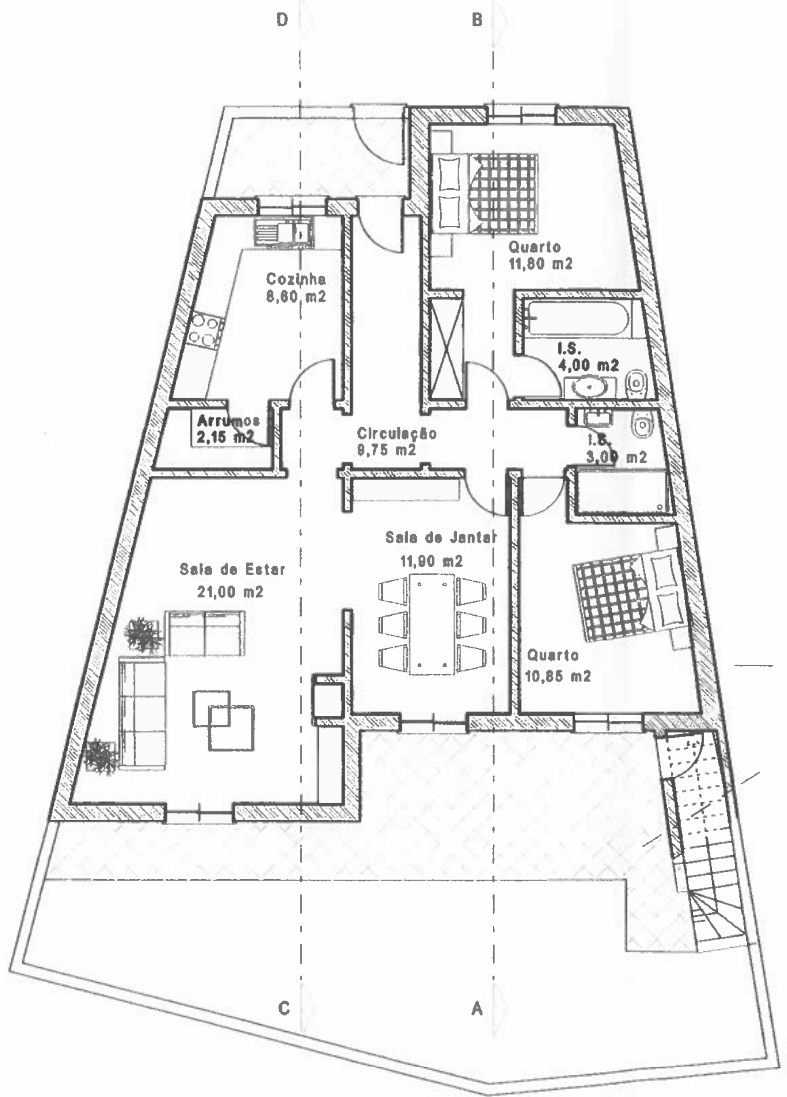 D
B
Quarto
11,80 m2
Cozinha
8,60 m2
I.S.
4,00 m2
Arrumos
2,15 m2
Circulação
9,75 m2
I.S.
3,00 m2
Sala de Jantar
11,90 m2
Sala de Estar
21,00 m2
Quarto
10,85 m2
C
A